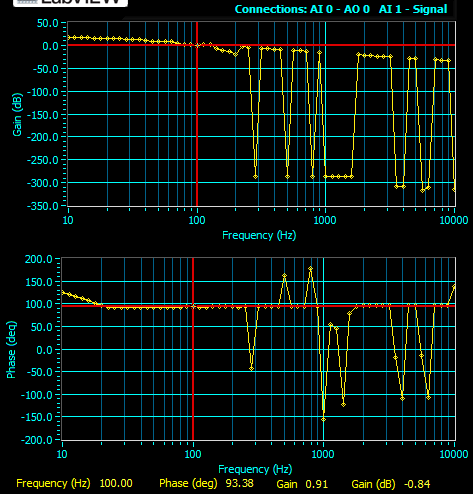 LabVIEW
Connections: AI 0 - AO 0 AI 1 - Signal
50.0
0.0
-50.0
-100.0
-150.0
-200.0
-250.0
-300.0
-350.0
Gain (dB)
10 100 1000 10000
Frequency (Hz)
200.0
150.0
100.0
50.0
0.0
-50.0
-100.0
-150.0
-200.0
Phase (deg)
10 100 1000 10000
Frequency (Hz)
Frequency (Hz) 100.00 Phase (deg) 93.38 Gain 0.91 Gain (dB) -0.84